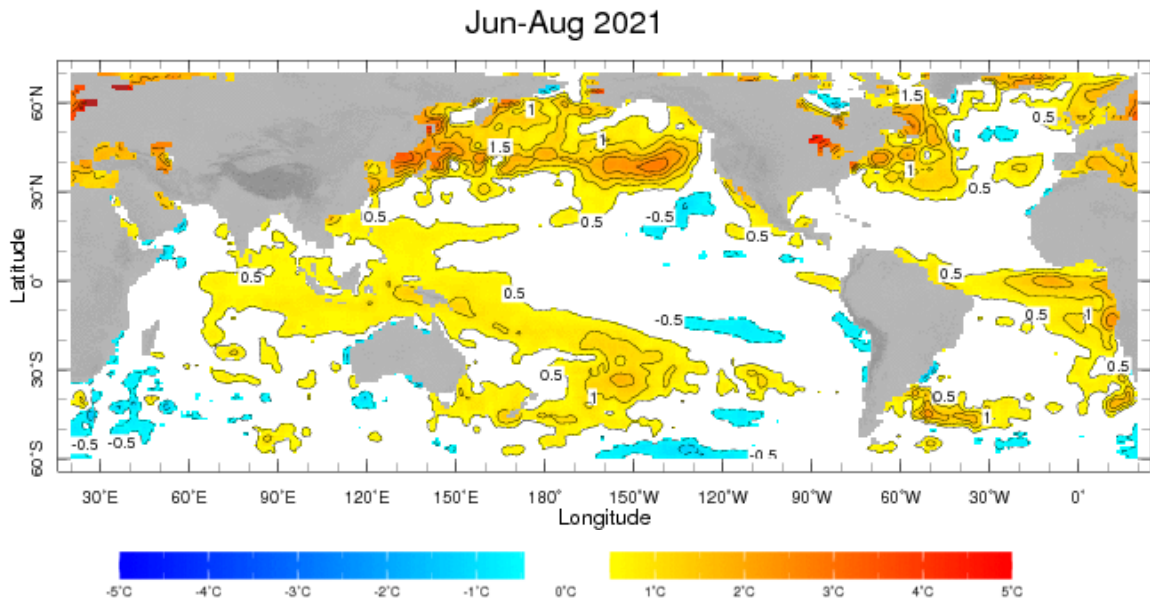 Jun-Aug 2021
Latitude
60°N
30°N
0°
30°S
60°S
1.5
1
0.5
1
1.5
0.5
1
0.5
0.5
0.5
-0.5
0.5
0.5
0.5
0.5
-0.5
0.5
1
0.5
0.5
1
0.5
1
-0.5
-0.5
-0.5
30°E
60°E
90°E
120°E
150°E
180°
150°W
120°W
90°W
60°W
30°W
0°
Longitude
-5°C
-4°C
-3°C
-2°C
-1°C
0°C
1°C
2°C
3°C
4°C
5°C